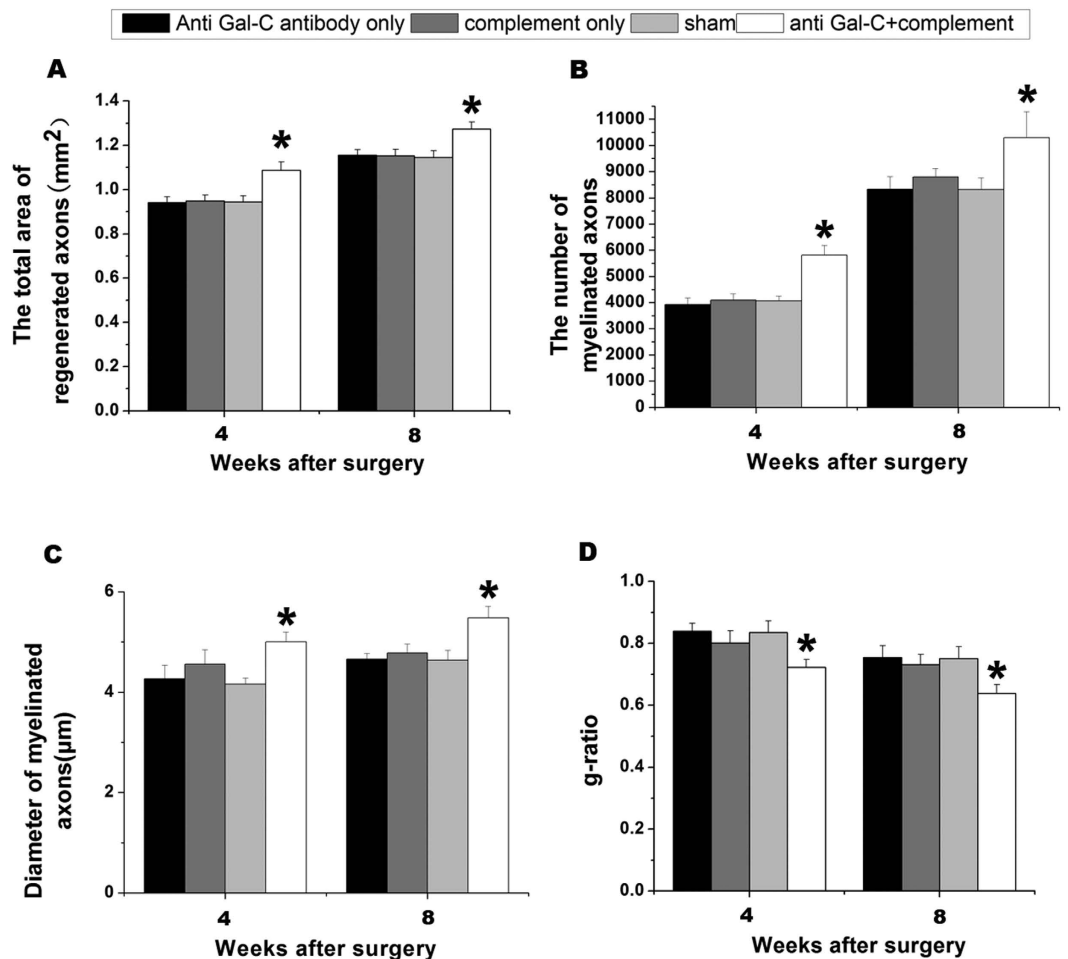 Anti Gal-C antibody only complement only sham anti Gal-C+complement
A
The total area of
regenerated axons (mm²)
1.4
1.2
1.0
0.8
0.6
0.4
0.2
0.0
*
*
4 8
Weeks after surgery
B
The number of
myelinated axons
11000
10000
9000
8000
7000
6000
5000
4000
3000
2000
1000
0
*
*
4 8
Weeks after surgery
C
Diameter of myelinated
axons(μm)
6
4
2
0
*
*
4 8
Weeks after surgery
D
g-ratio
1.0
0.8
0.6
0.4
0.2
0.0
*
*
4 8
Weeks after surgery